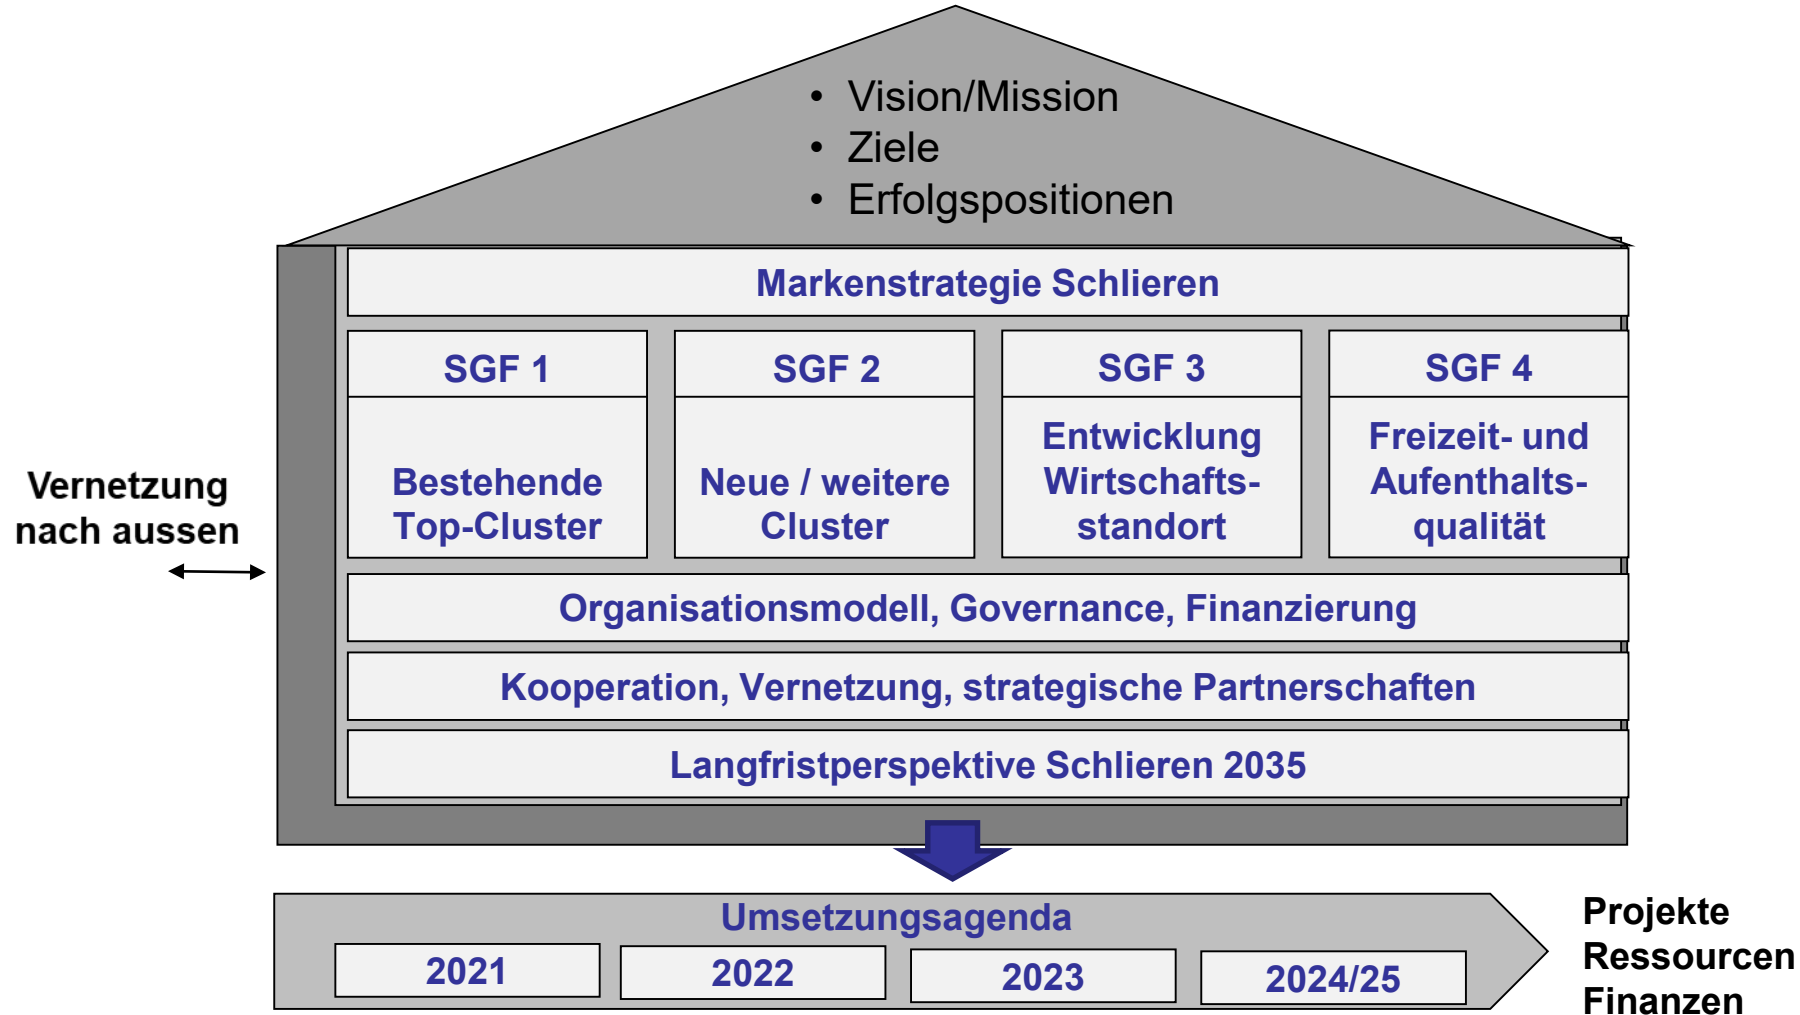 • Vision/Mission
• Ziele
• Erfolgspositionen
Markenstrategie Schlieren
SGF 1
Bestehende
Top-Cluster
SGF 2
Neue / weitere
Cluster
SGF 3
Entwicklung
Wirtschafts-
standort
SGF 4
Freizeit- und
Aufenthalts-
qualität
Vernetzung
nach aussen
Organisationsmodell, Governance, Finanzierung
Kooperation, Vernetzung, strategische Partnerschaften
Langfristperspektive Schlieren 2035
Umsetzungsagenda
2021
2022
2023
2024/25
Projekte
Ressourcen
Finanzen